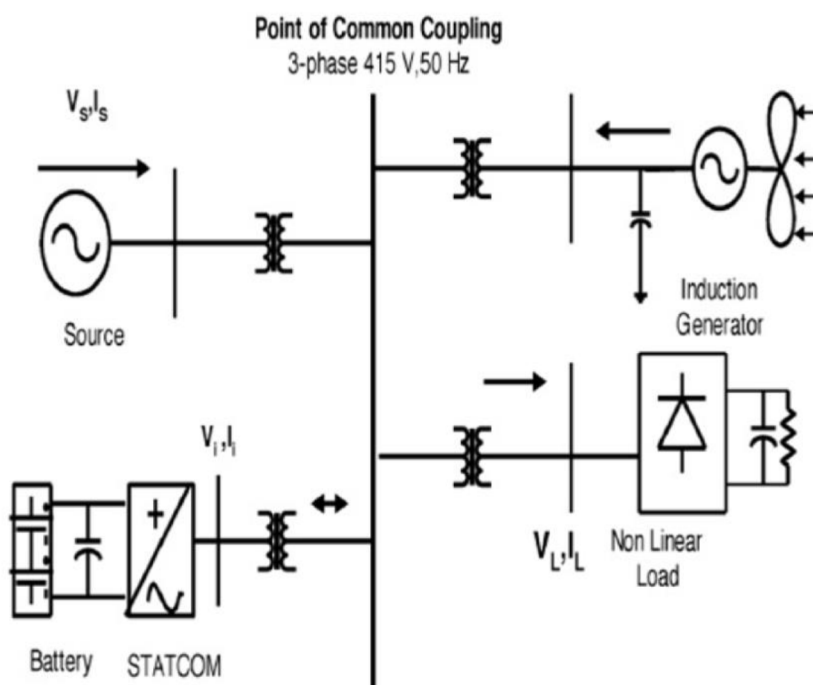 Point of Common Coupling
3-phase 415 V,50 Hz
Vs,Is
Source
Induction
Generator
Vi,Ii
VL,IL
Non Linear
Load
Battery
STATCOM